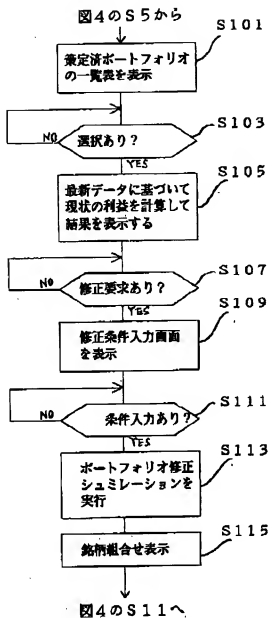 図4のS5から
S101
策定済ポートフォリオ
の一覧表を表示
S103
選択あり?
NO
YES
S105
最新データに基づいて
現状の利益を計算して
結果を表示する
S107
修正要求あり?
NO
YES
S109
修正条件入力画面
を表示
S111
条件入力あり?
NO
YES
S113
ポートフォリオ修正
シュミレーションを
実行
S115
銘柄組合せ表示
図4のS11へ